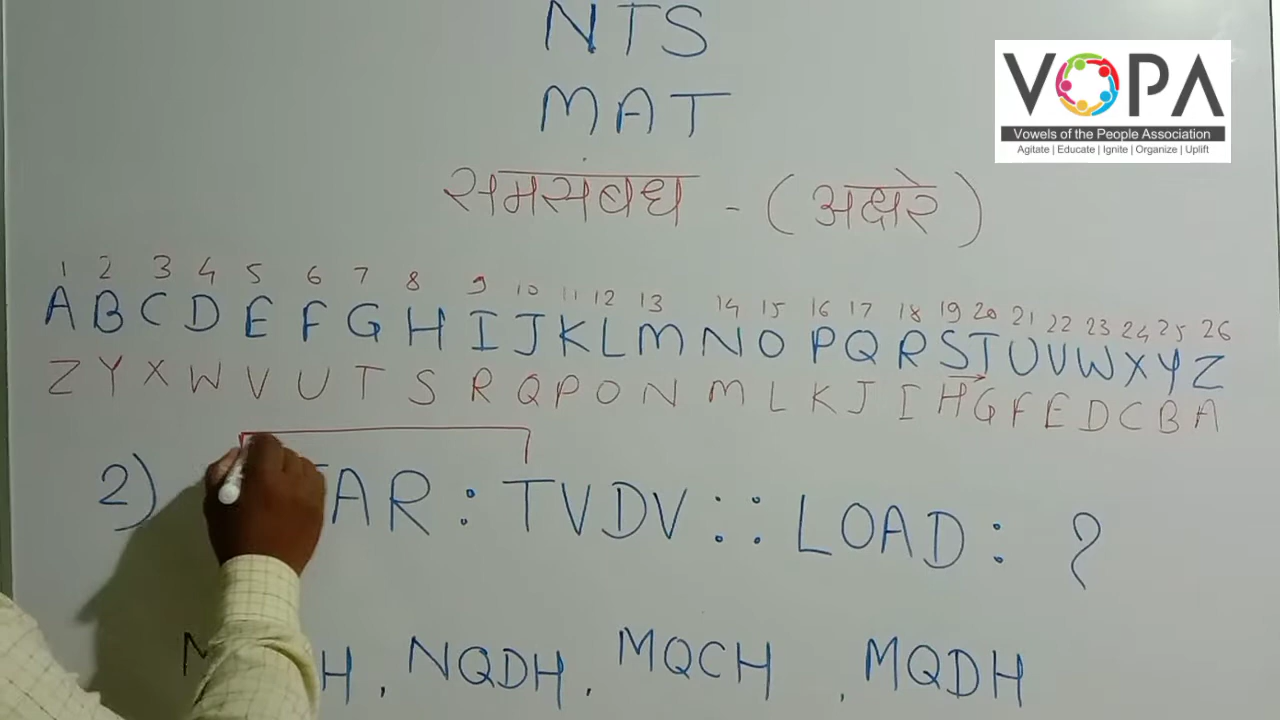 NTS
MAT
VOPA
Vowels of the People Association
Agitate | Educate | Ignite | Organize | Uplift
समसंबंध - (अक्षरे)
1 2 3 4 5 6 7 8 9 10 11 12 13 14 15 16 17 18 19 20 21 22 23 24 25 26
A B C D E F G H I J K L M N O P Q R S T U V W X Y Z
Z Y X W V U T S R Q P O N M L K J I H G F E D C B A
2) AR : TVDV :: LOAD : ?
H , NQDH , MQCH , MQDH